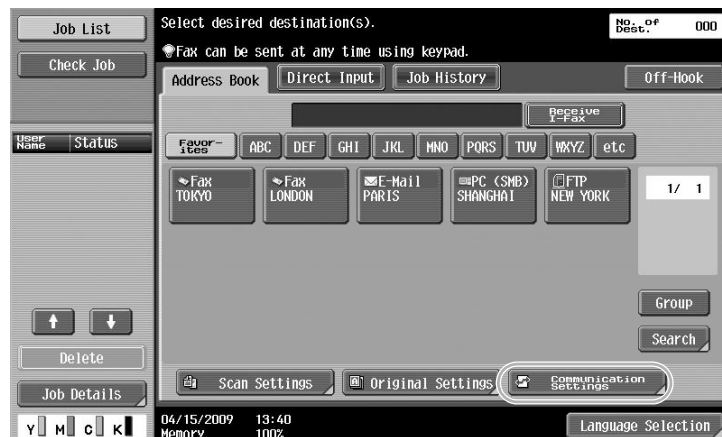 Job List
Check Job
User Name Status
Delete
Job Details
Y M C K
Select desired destination(s).
No. of Dest. 000
Fax can be sent at any time using keypad.
Address Book Direct Input Job History Off-Hook
Receive I-Fax
Favor-ites ABC DEF GHI JKL MNO PQRS TUV WXYZ etc
Fax Fax E-Mail PC (SMB) FTP
TOKYO LONDON PARIS SHANGHAI NEW YORK
1/ 1
Group
Search
Scan Settings Original Settings Communication Settings
04/15/2009 13:40
Memory 100%
Language Selection